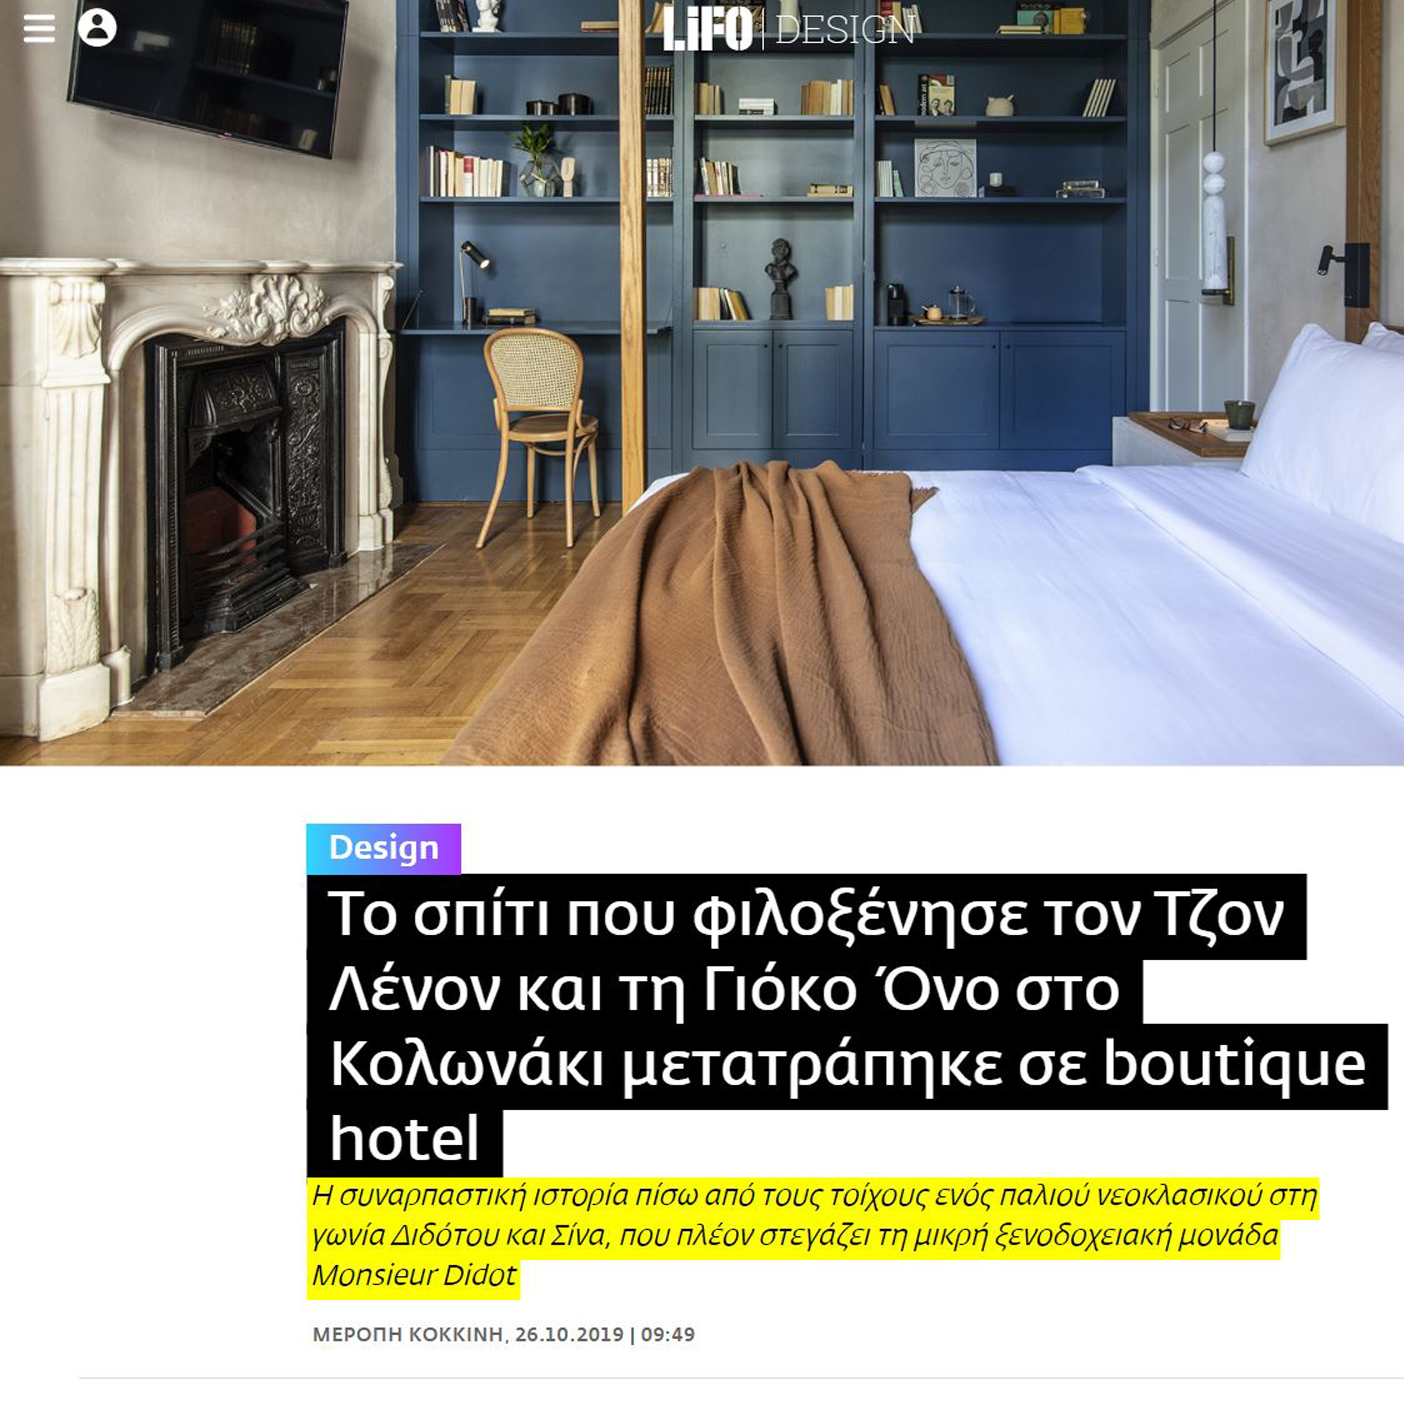 LiFO | DESIGN
Design
Το σπίτι που φιλοξένησε τον Τζον
Λένον και τη Γιόκο Όνο στο
Κολωνάκι μετατράπηκε σε boutique
hotel
Η συναρπαστική ιστορία πίσω από τους τοίχους ενός παλιού νεοκλασικού στη
γωνία Διδότου και Σίνα, που πλέον στεγάζει τη μικρή ξενοδοχειακή μονάδα
Monsieur Didot
ΜΕΡΟΠΗ ΚΟΚΚΙΝΗ, 26.10.2019 | 09:49